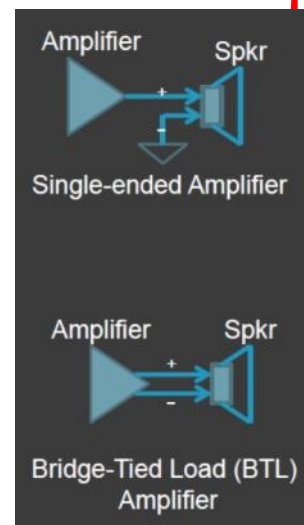 Amplifier
Spkr
+
-
Single-ended Amplifier
Amplifier
Spkr
+
-
Bridge-Tied Load (BTL)
Amplifier